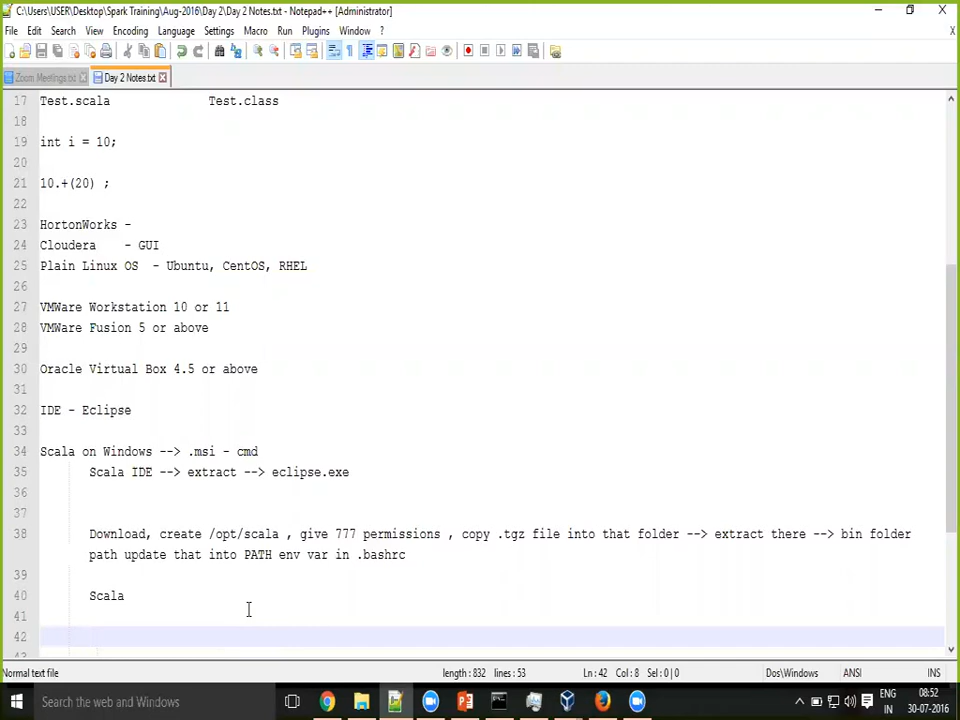 C:\Users\USER\Desktop\Spark Training\Aug-2016\Day 2\Day 2 Notes.txt - Notepad++ [Administrator]
File Edit Search View Encoding Language Settings Macro Run Plugins Window ? X
Zoom Meetings.txt Day 2 Notes.txt
17 Test.scala Test.class
18
19 int i = 10;
20
21 10.+(20) ;
22
23 HortonWorks -
24 Cloudera - GUI
25 Plain Linux OS - Ubuntu, CentOS, RHEL
26
27 VMWare Workstation 10 or 11
28 VMWare Fusion 5 or above
29
30 Oracle Virtual Box 4.5 or above
31
32 IDE - Eclipse
33
34 Scala on Windows --> .msi - cmd
35 Scala IDE --> extract --> eclipse.exe
36
37
38 Download, create /opt/scala , give 777 permissions , copy .tgz file into that folder --> extract there --> bin folder
path update that into PATH env var in .bashrc
39
40 Scala
41
42
43
Normal text file length : 832 lines : 53 Ln : 42 Col : 8 Sel : 0 | 0 Dos\Windows ANSI INS
Search the web and Windows ENG 08:52
IN 30-07-2016